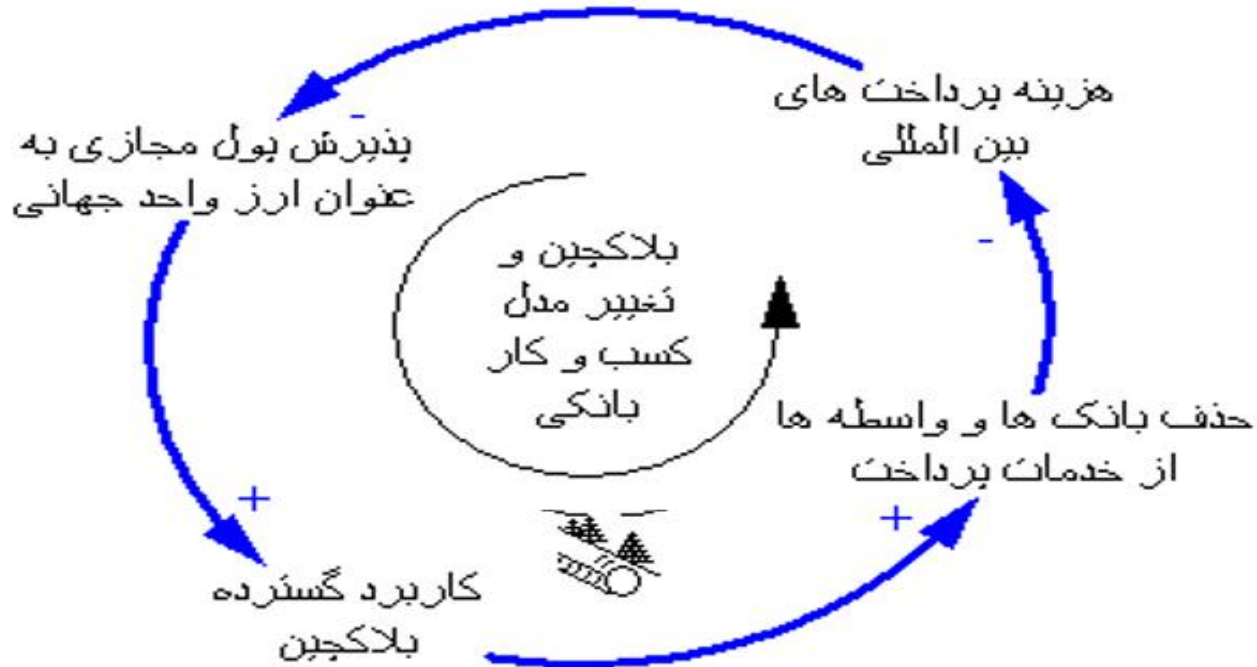 هزینه پرداخت های
بین المللی
-
پذیرش پول مجازی به
عنوان ارز واحد جهانی
بلاکچین و
تغییر مدل
کسب و کار
بانکی
-
حذف بانک ها و واسطه ها
از خدمات پرداخت
+
+
کاربرد گسترده
بلاکچین